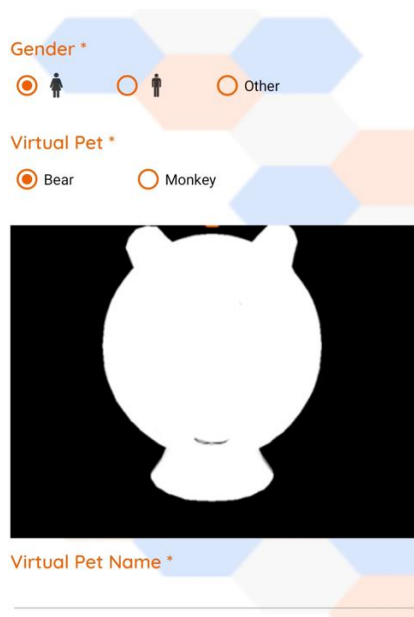 Gender *
Other
Virtual Pet *
Bear Monkey
Virtual Pet Name *